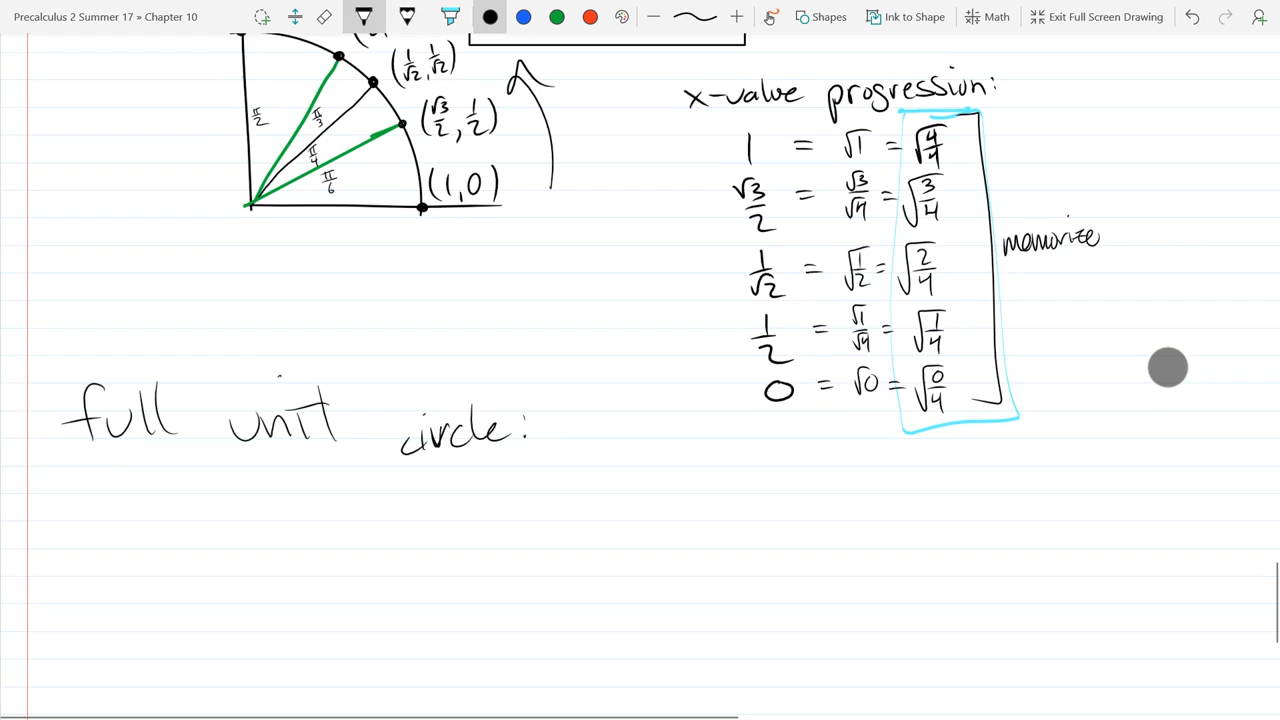 Precalculus 2 Summer 17 » Chapter 10
Shapes
Ink to Shape
Math
Exit Full Screen Drawing
(1/√2, 1/√2)
(√3/2, 1/2)
(1,0)
π/2
π/3
π/4
π/6
x-value progression:
1 = √1 = √4/4
√3/2 = √3/√4 = √3/4
1/√2 = √1/2 = √2/4
1/2 = √1/√4 = √1/4
0 = √0 = √0/4
memorize
full unit circle: